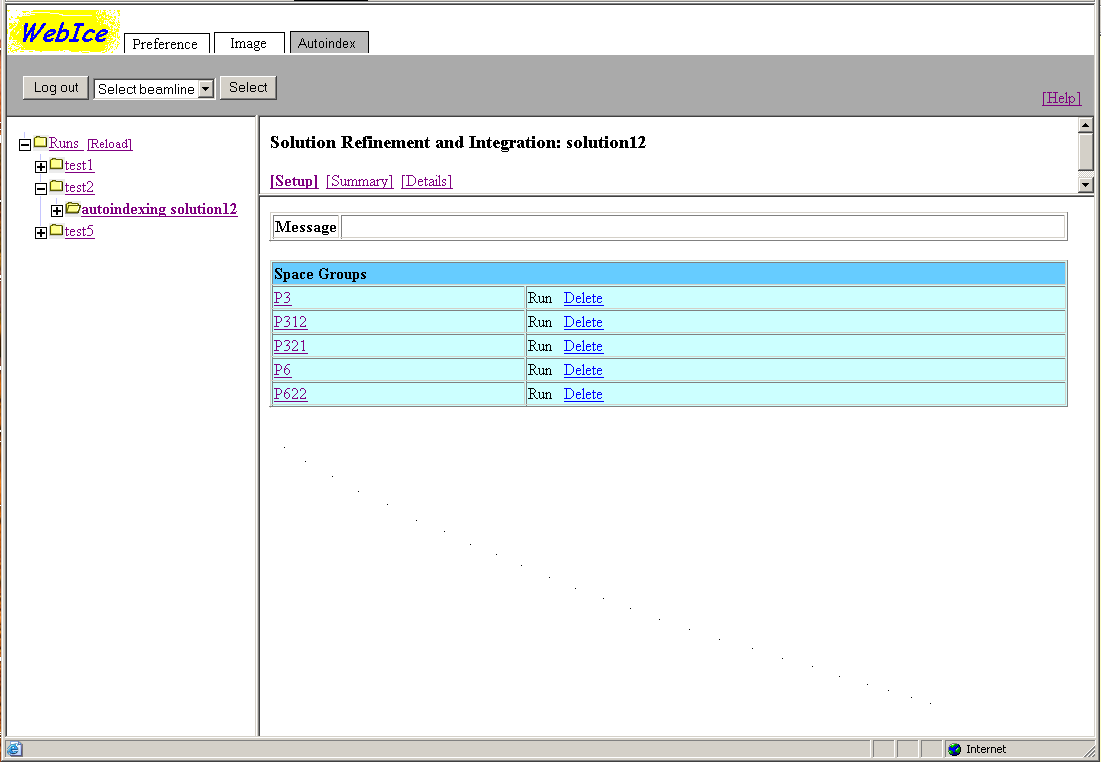 WebIce
Preference Image Autoindex
Log out Select beamline Select
[Help]
Runs [Reload]
test1
test2
autoindexing solution12
test5
Solution Refinement and Integration: solution12
[Setup] [Summary] [Details]
Message
Space Groups
P3 Run Delete
P312 Run Delete
P321 Run Delete
P6 Run Delete
P622 Run Delete
Internet